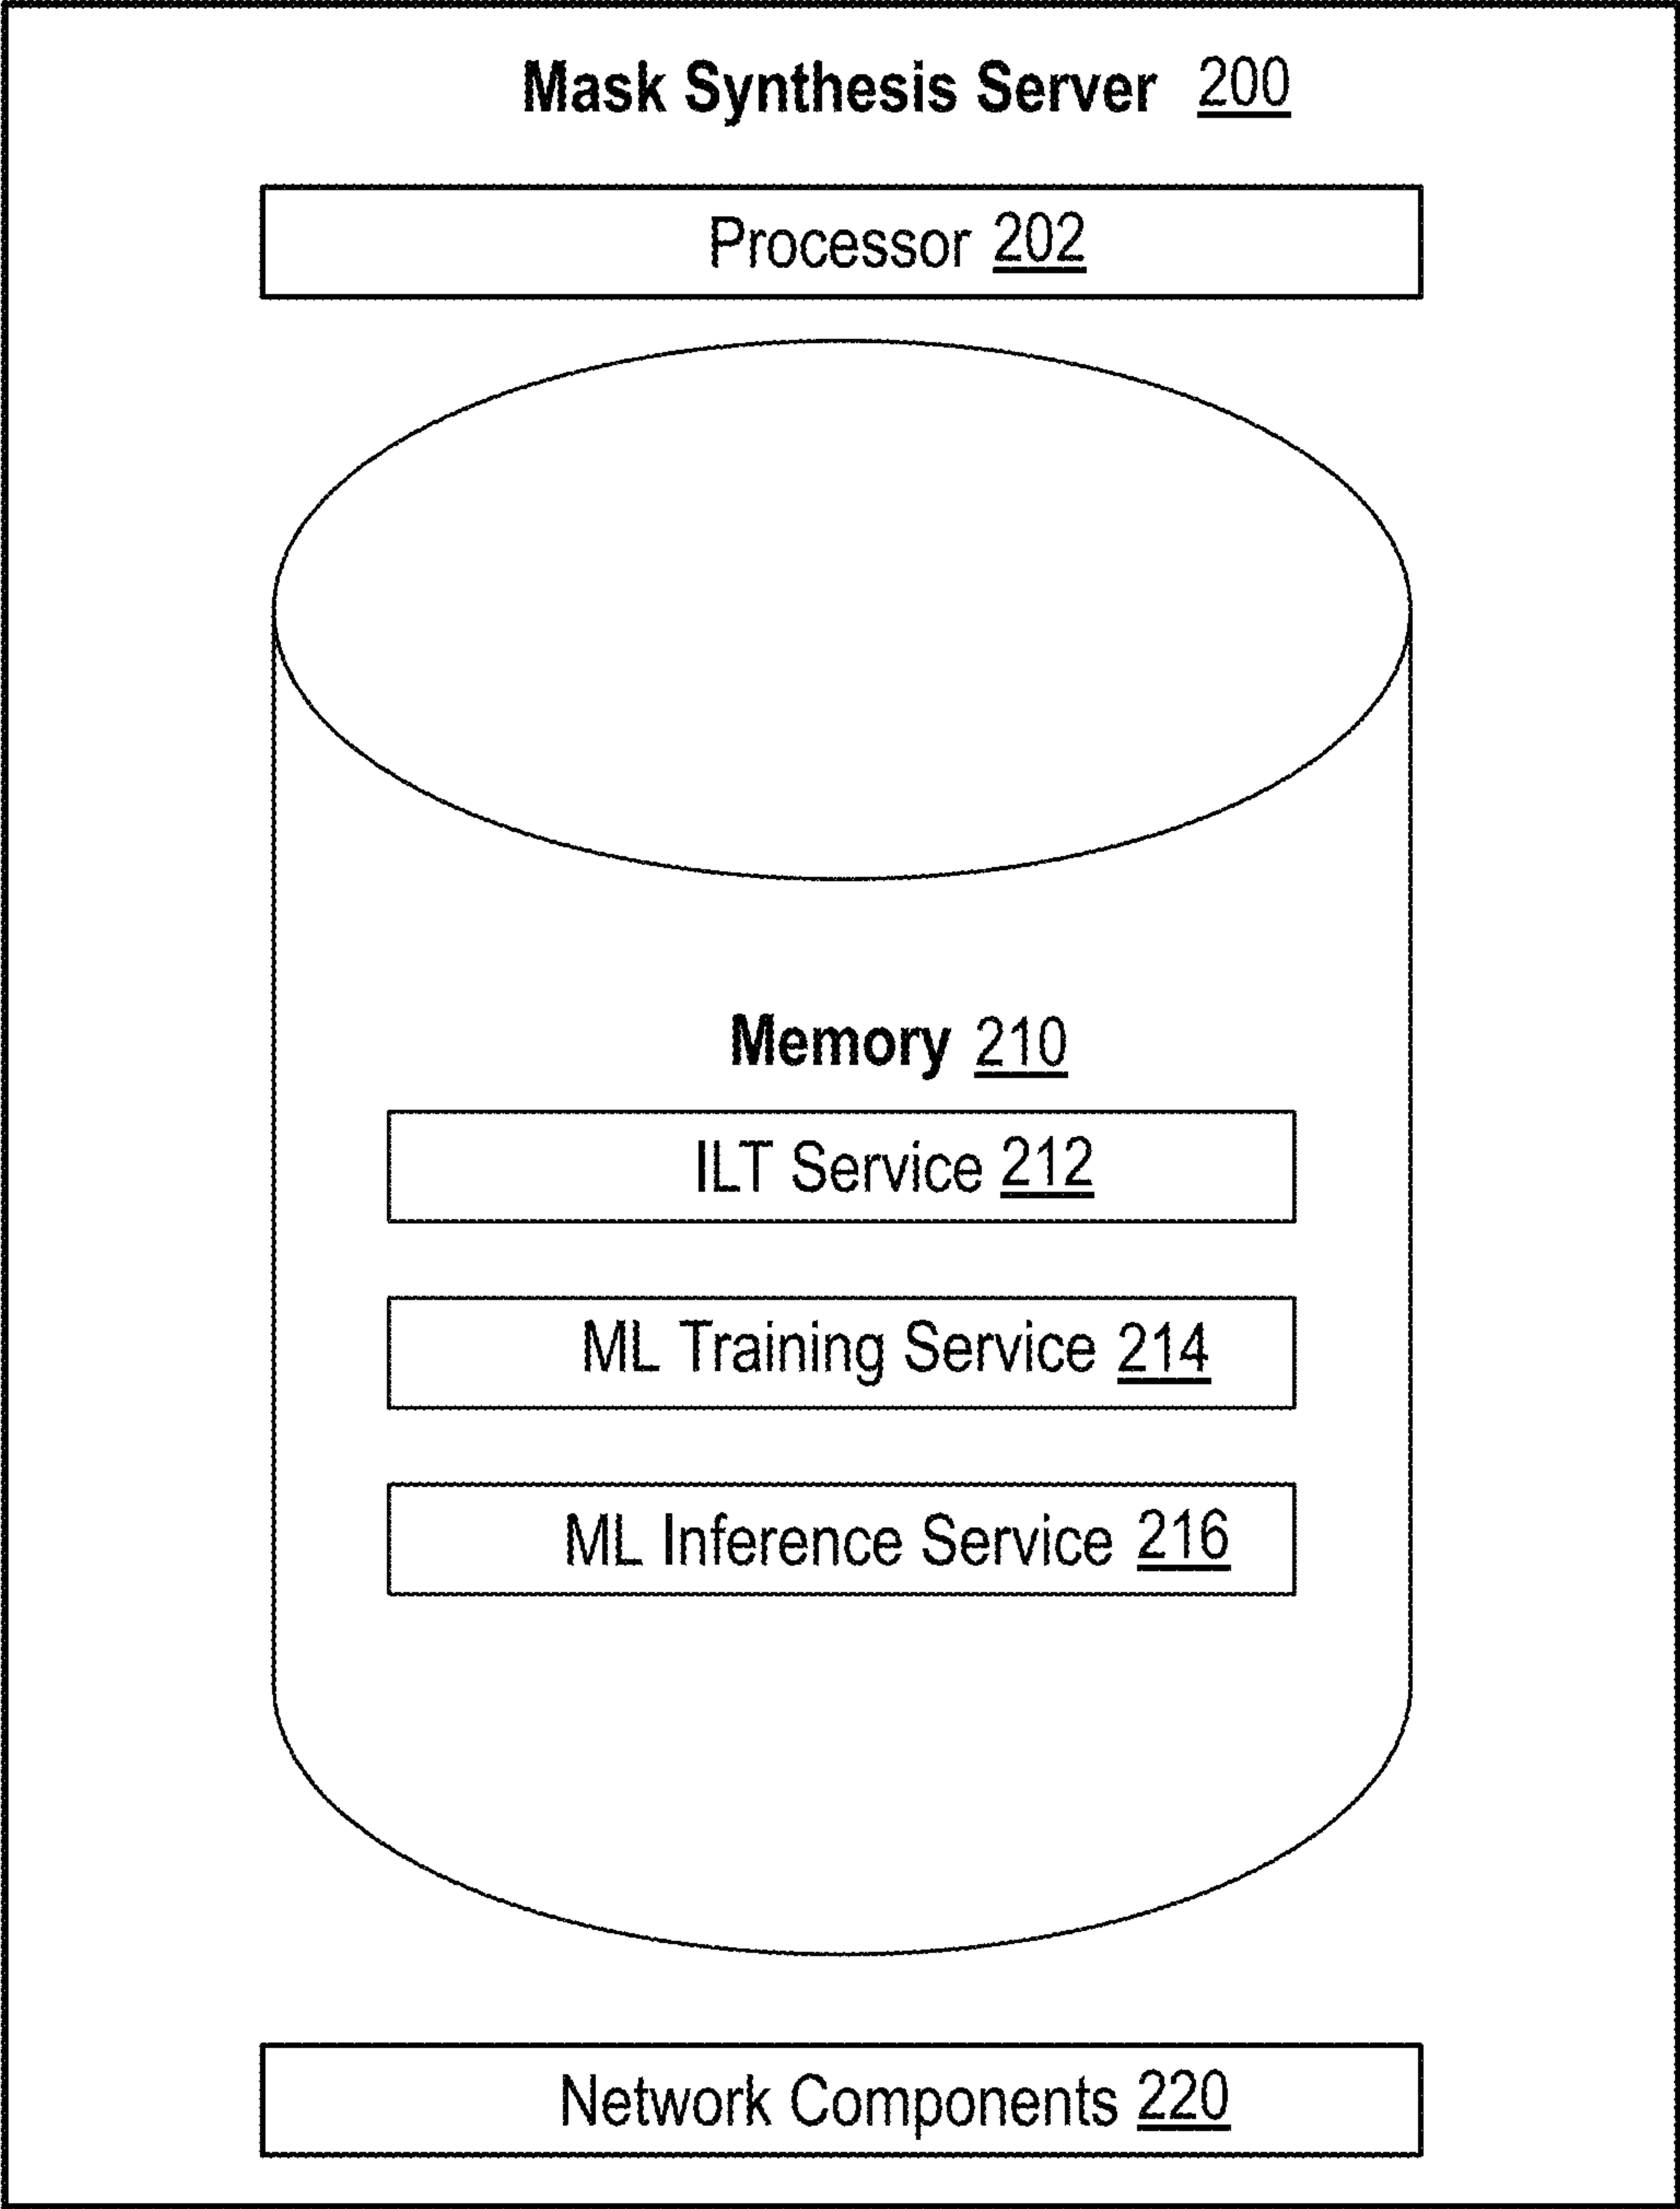 Mask Synthesis Server 200
Processor 202
Memory 210
ILT Service 212
ML Training Service 214
ML Inference Service 216
Network Components 220